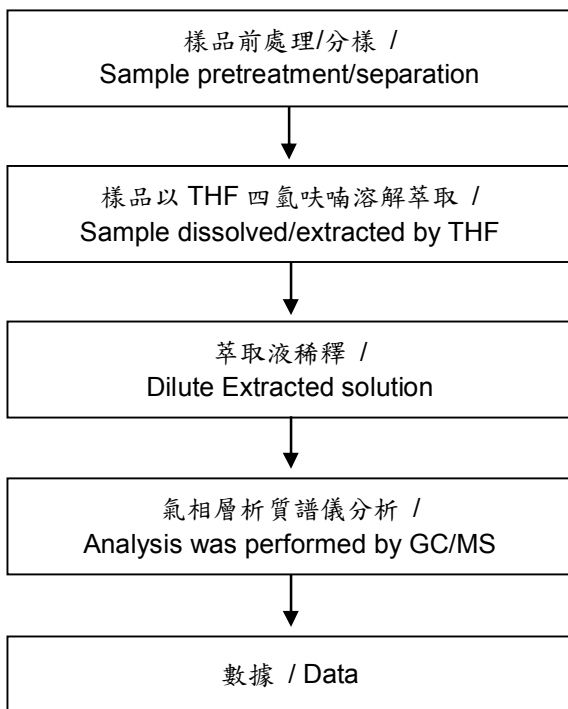 樣品前處理/分樣 /
Sample pretreatment/separation
樣品以 THF 四氫呋喃溶解萃取 /
Sample dissolved/extracted by THF
萃取液稀釋 /
Dilute Extracted solution
氣相層析質譜儀分析 /
Analysis was performed by GC/MS
數據 / Data